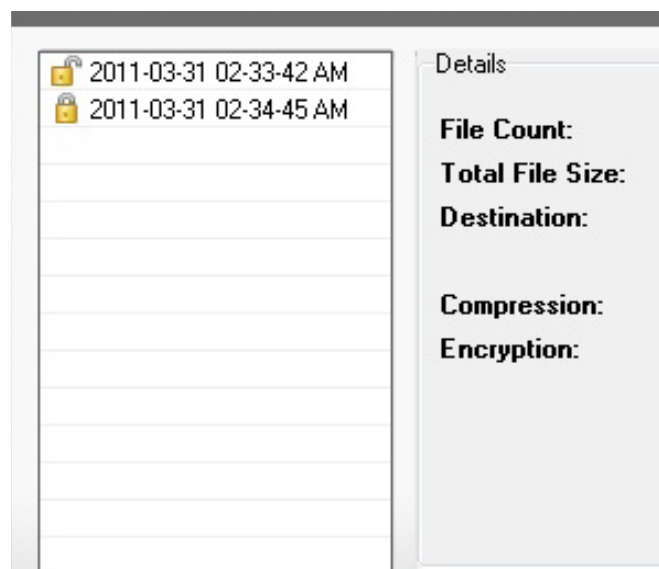 2011-03-31 02-33-42 AM
2011-03-31 02-34-45 AM
Details
File Count:
Total File Size:
Destination:
Compression:
Encryption: